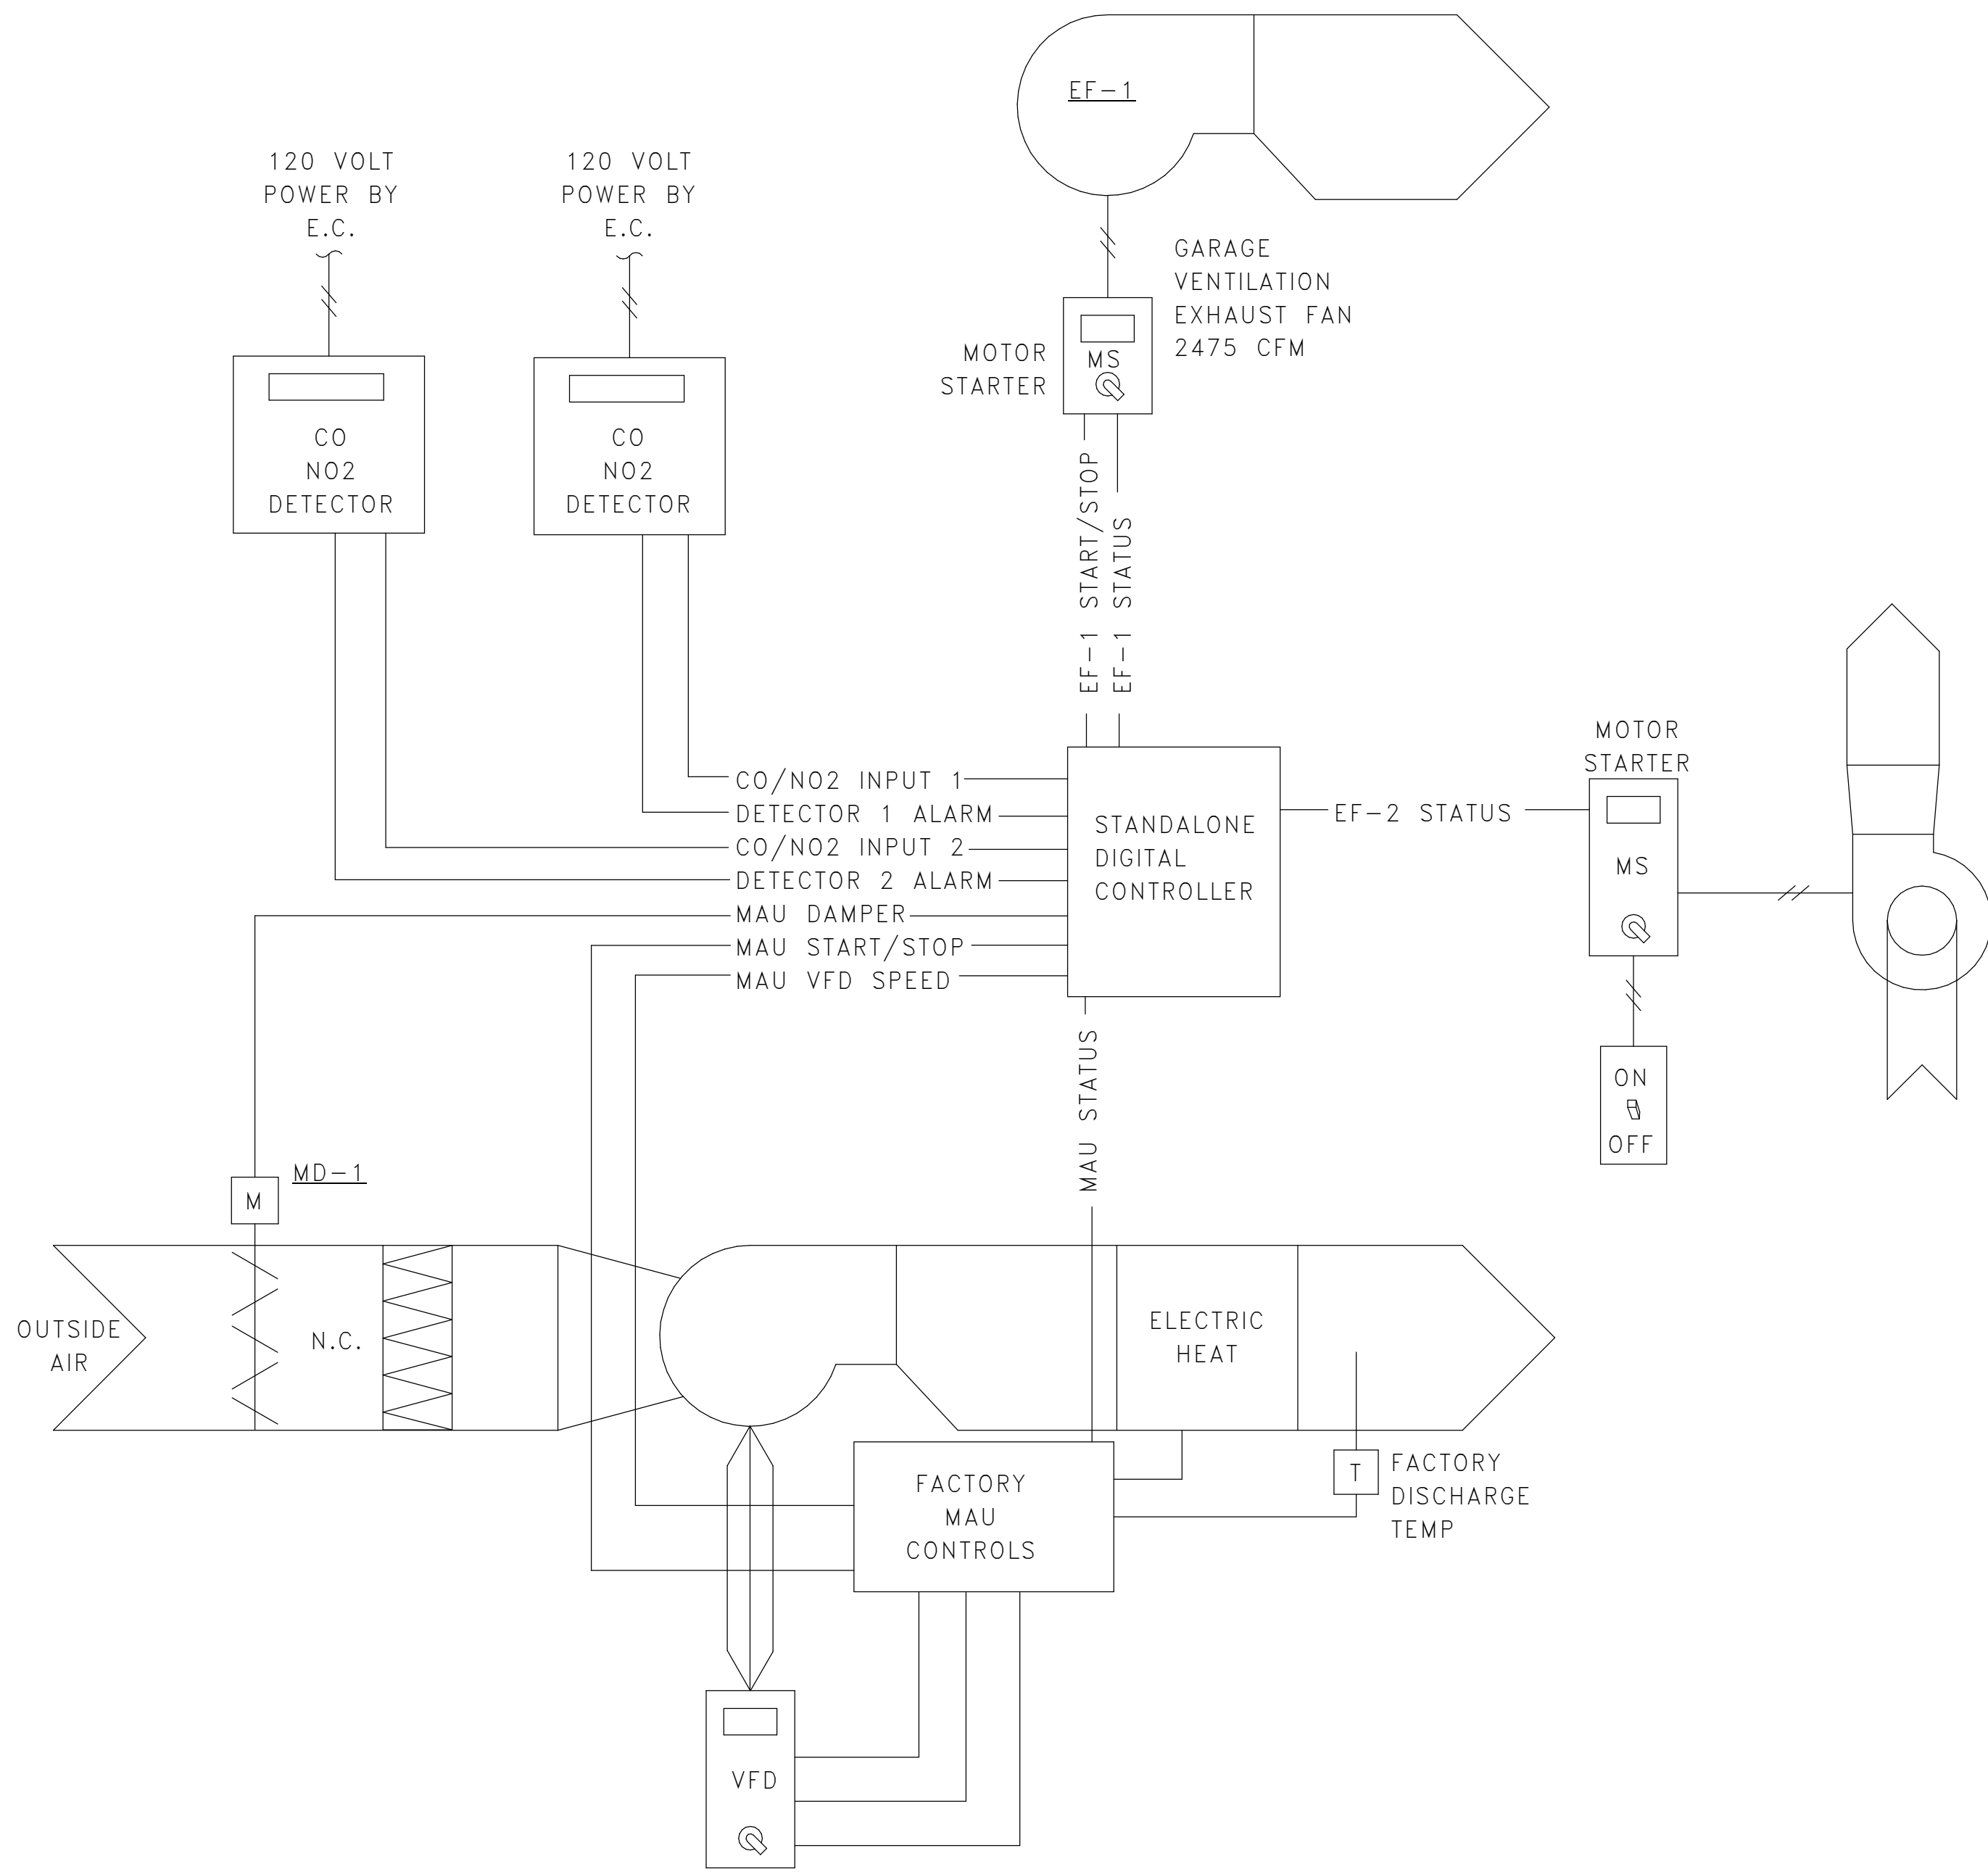 EF-1
120 VOLT
POWER BY
E.C.
120 VOLT
POWER BY
E.C.
GARAGE
VENTILATION
EXHAUST FAN
2475 CFM
MOTOR
STARTER
MS
CO
NO2
DETECTOR
CO
NO2
DETECTOR
EF-1 START/STOP
EF-1 STATUS
CO/NO2 INPUT 1
DETECTOR 1 ALARM
CO/NO2 INPUT 2
DETECTOR 2 ALARM
MAU DAMPER
MAU START/STOP
MAU VFD SPEED
STANDALONE
DIGITAL
CONTROLLER
EF-2 STATUS
MOTOR
STARTER
MS
ON
OFF
MAU STATUS
MD-1
M
OUTSIDE
AIR
N.C.
ELECTRIC
HEAT
FACTORY
MAU
CONTROLS
T
FACTORY
DISCHARGE
TEMP
VFD